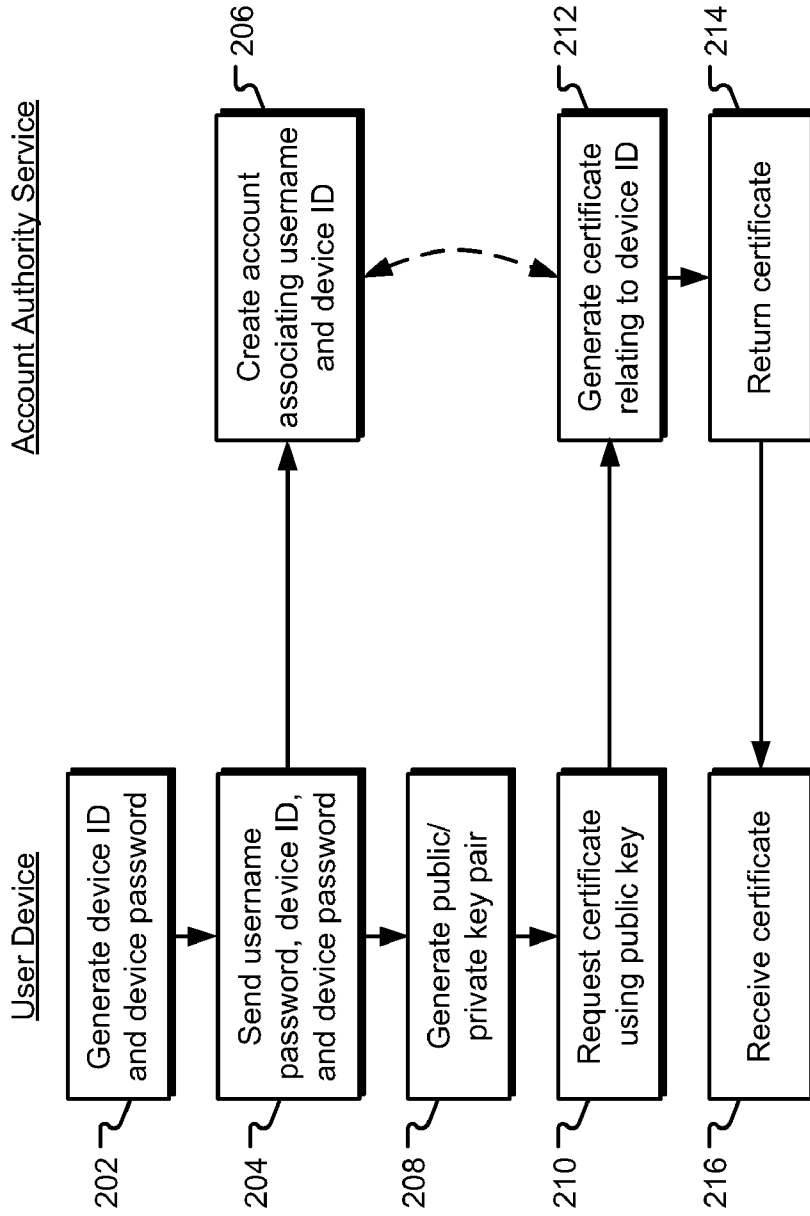 User Device
Account Authority Service
202
Generate device ID
and device password
204
Send username
password, device ID,
and device password
206
Create account
associating username
and device ID
208
Generate public/
private key pair
210
Request certificate
using public key
212
Generate certificate
relating to device ID
214
Return certificate
216
Receive certificate